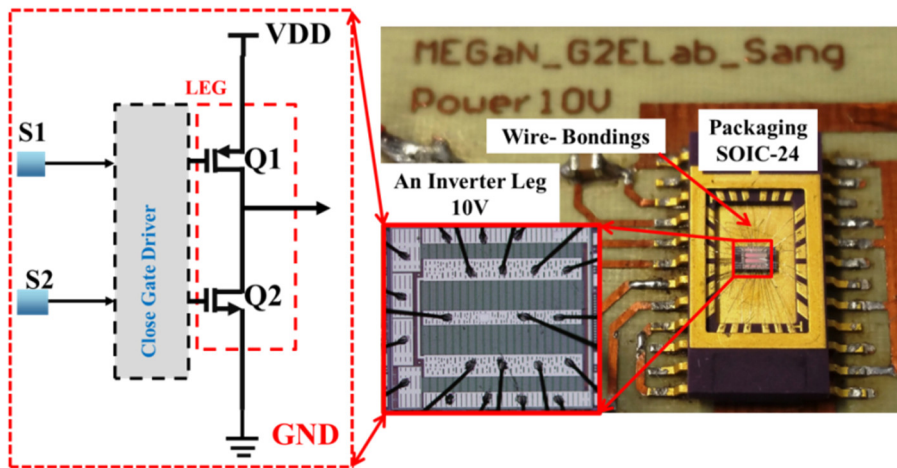 VDD
LEG
S1
Q1
S2
Q2
Close Gate Driver
GND
MEGaN_G2ELab_Sang
Power10V
Wire- Bondings
Packaging
SOIC-24
An Inverter Leg
10V